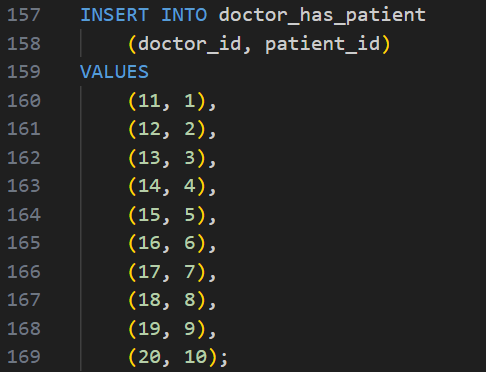 157 INSERT INTO doctor_has_patient
158     (doctor_id, patient_id)
159 VALUES
160     (11, 1),
161     (12, 2),
162     (13, 3),
163     (14, 4),
164     (15, 5),
165     (16, 6),
166     (17, 7),
167     (18, 8),
168     (19, 9),
169     (20, 10);